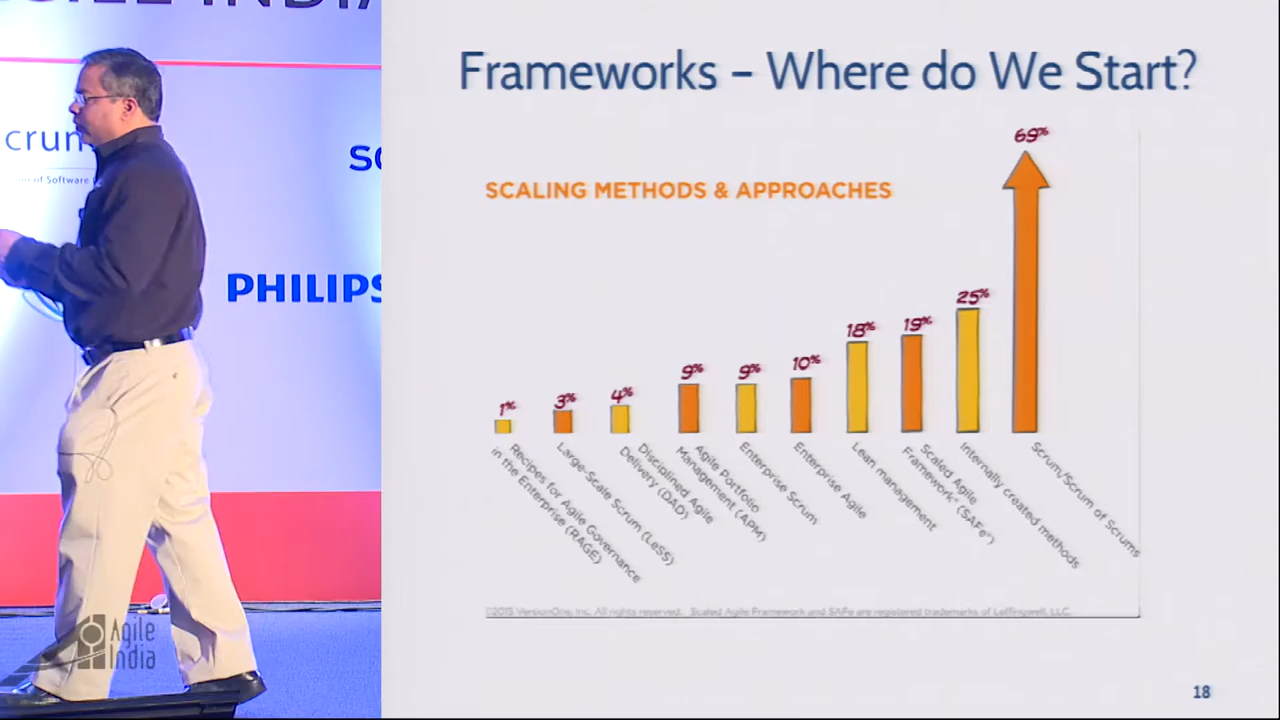 Frameworks – Where do We Start?
SCALING METHODS & APPROACHES
1%
3%
4%
9%
9%
10%
18%
19%
25%
69%
Recipes for Agile Governance
in the Enterprise (RAGE)
Large-Scale Scrum (LeSS)
Disciplined Agile
Delivery (DAD)
Agile Portfolio
Management (APM)
Enterprise Scrum
Enterprise Agile
Lean management
Scaled Agile
Framework® (SAFe®)
Internally created methods
Scrum/Scrum of Scrums
©2015 VersionOne, Inc. All rights reserved. Scaled Agile Framework and SAFe are registered trademarks of Leffingwell, LLC.
18
INDIA
crum
of Software
SC
PHILIPS
Agile
India